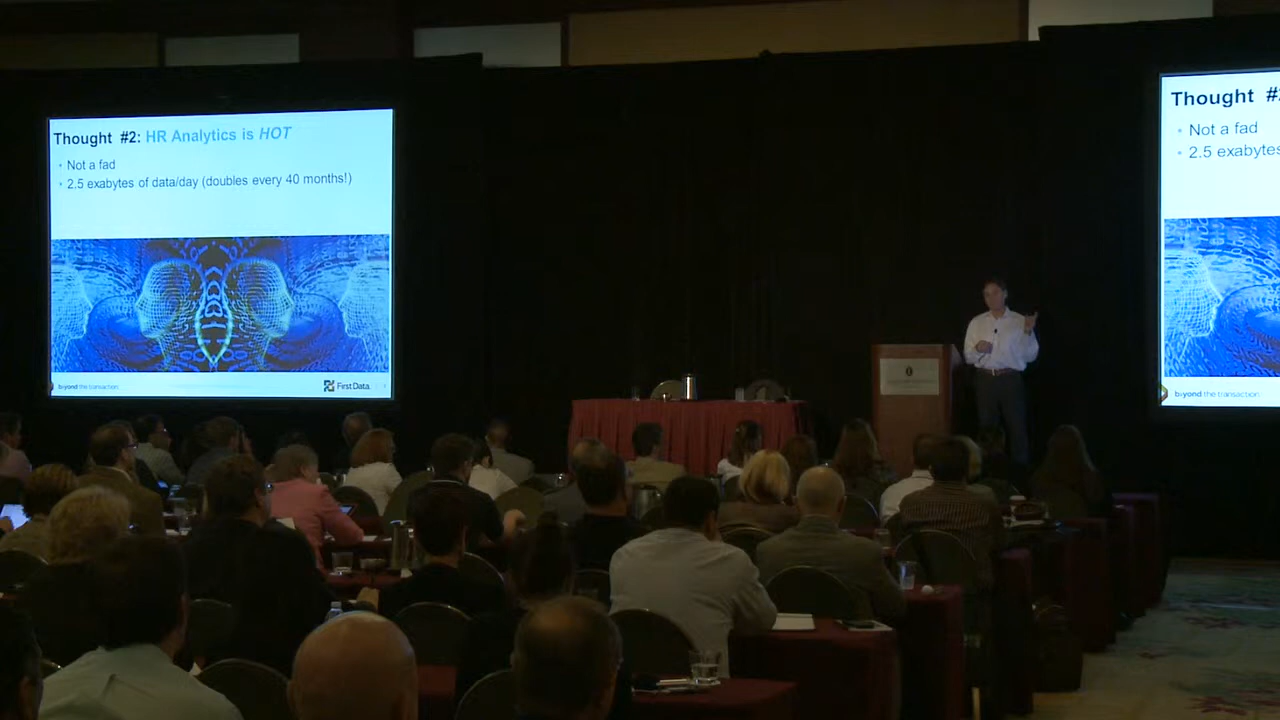 Thought #2: HR Analytics is HOT
Not a fad
2.5 exabytes of data/day (doubles every 40 months!)
beyond the transaction
First Data.
Thought #2
Not a fad
2.5 exabytes
beyond the transaction